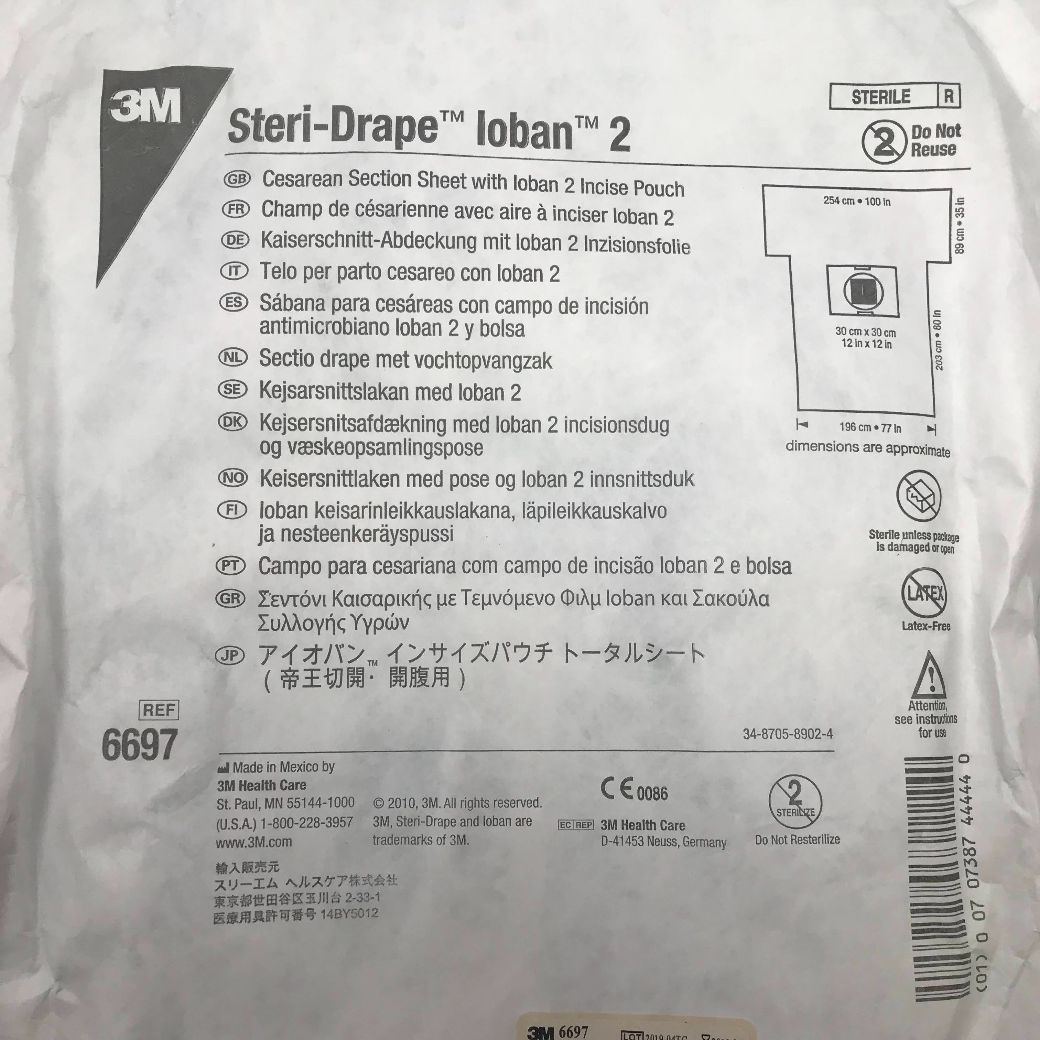 3M
Steri-Drape™ Ioban™ 2
STERILE R
2 Do Not
Reuse
GB Cesarean Section Sheet with Ioban 2 Incise Pouch
FR Champ de césarienne avec aire à inciser Ioban 2
DE Kaiserschnitt-Abdeckung mit Ioban 2 Inzisionsfolie
IT Telo per parto cesareo con Ioban 2
ES Sábana para cesáreas con campo de incisión
antimicrobiano Ioban 2 y bolsa
NL Sectio drape met vochtopvangzak
SE Kejsarsnittslakan med Ioban 2
DK Kejsersnitsafdækning med Ioban 2 incisionsdug
og væskeopsamlingspose
NO Keisersnittlaken med pose og Ioban 2 innsnittsduk
FI Ioban keisarinleikkauslakana, läpileikkauskalvo
ja nesteenkeräyspussi
PT Campo para cesariana com campo de incisão Ioban 2 e bolsa
GR Σεντόνι Καισαρικής με Τεμνόμενο Φιλμ Ioban και Σακούλα
Συλλογής Υγρών
JP アイオバン™ インサイズパウチ トータルシート
( 帝王切開・ 開腹用 )
254 cm • 100 in
89 cm • 35 in
30 cm x 30 cm
12 in x 12 in
203 cm • 80 in
196 cm • 77 in
dimensions are approximate
Sterile unless package
is damaged or open
LATEX
Latex-Free
Attention,
see instructions
for use
REF
6697
34-8705-8902-4
Made in Mexico by
3M Health Care
St. Paul, MN 55144-1000
(U.S.A.) 1-800-228-3957
www.3M.com
© 2010, 3M. All rights reserved.
3M, Steri-Drape and Ioban are
trademarks of 3M.
CE 0086
EC REP 3M Health Care
D-41453 Neuss, Germany
2
STERILIZE
Do Not Resterilize
輸入販売元
スリーエム ヘルスケア株式会社
東京都世田谷区玉川台 2-33-1
医療用具許可番号 14BY5012
(01) 0 07 07387 44444 0
3M 6697
LOT